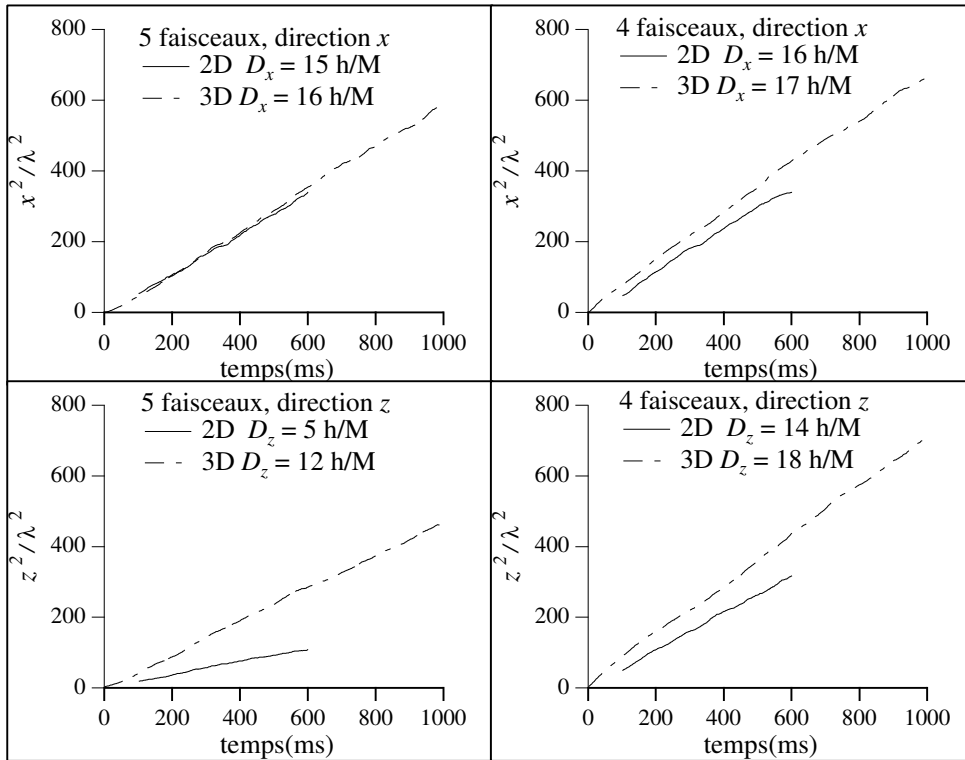 5 faisceaux, direction x
2D Dₓ = 15 h/M
3D Dₓ = 16 h/M
x²/λ²
800
600
400
200
0
0 200 400 600 800 1000
temps(ms)
4 faisceaux, direction x
2D Dₓ = 16 h/M
3D Dₓ = 17 h/M
x²/λ²
800
600
400
200
0
0 200 400 600 800 1000
temps(ms)
5 faisceaux, direction z
2D D_z = 5 h/M
3D D_z = 12 h/M
z²/λ²
800
600
400
200
0
0 200 400 600 800 1000
temps(ms)
4 faisceaux, direction z
2D D_z = 14 h/M
3D D_z = 18 h/M
z²/λ²
800
600
400
200
0
0 200 400 600 800 1000
temps(ms)